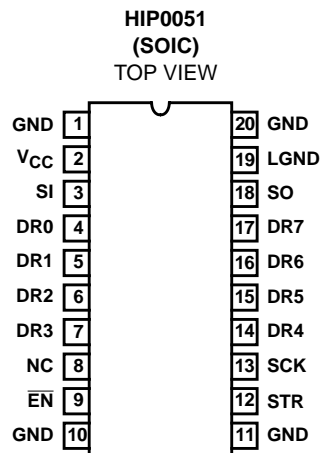 HIP0051
(SOIC)
TOP VIEW
GND 1 20 GND
VCC 2 19 LGND
SI 3 18 SO
DR0 4 17 DR7
DR1 5 16 DR6
DR2 6 15 DR5
DR3 7 14 DR4
NC 8 13 SCK
E̅N̅ 9 12 STR
GND 10 11 GND